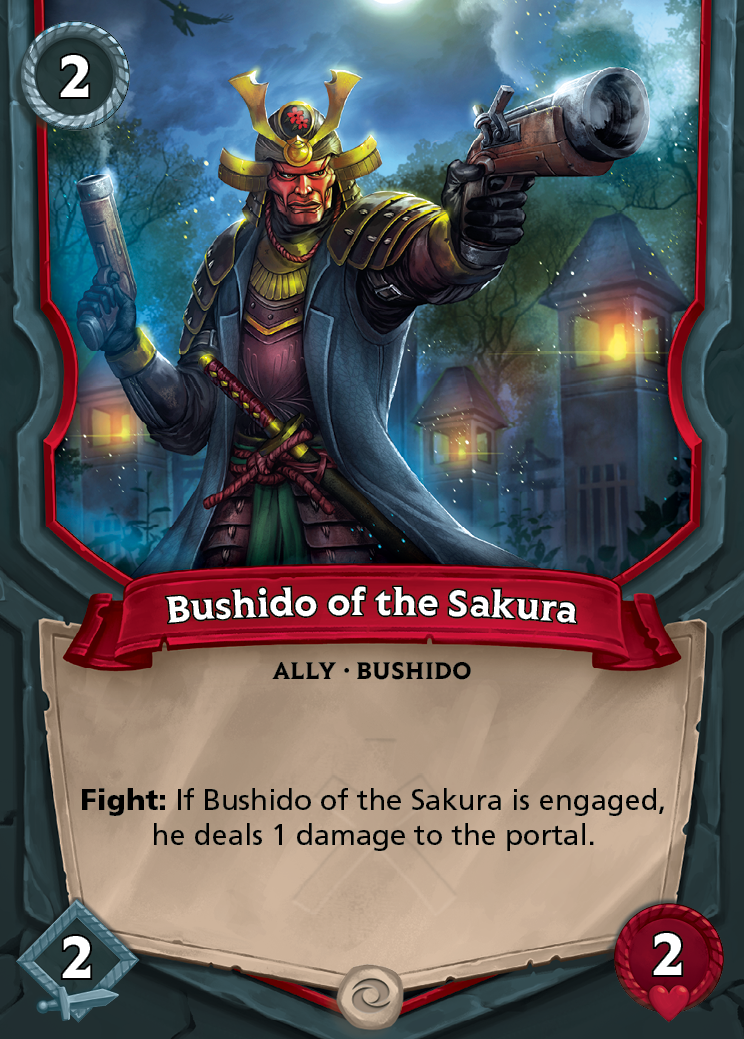 2
Bushido of the Sakura
ALLY · BUSHIDO
Fight: If Bushido of the Sakura is engaged,
he deals 1 damage to the portal.
2
2